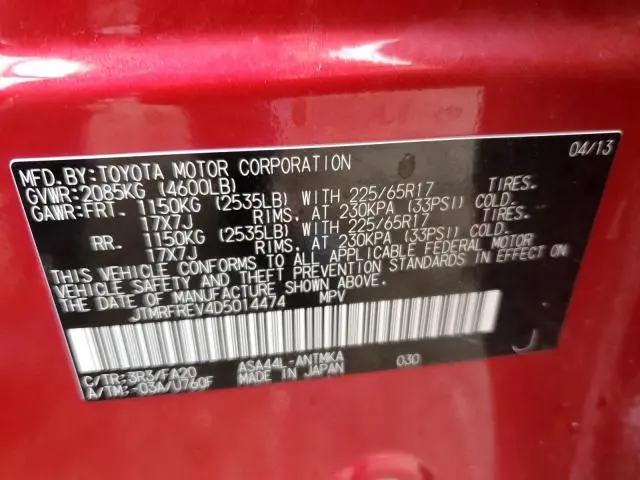 MFD.BY:TOYOTA MOTOR CORPORATION 04/13
GVWR:2085KG (4600LB)
GAWR:FRT. 1150KG (2535LB) WITH 225/65R17 TIRES.
17X7J RIMS. AT 230KPA (33PSI) COLD.
RR. 1150KG (2535LB) WITH 225/65R17 TIRES.
17X7J RIMS. AT 230KPA (33PSI) COLD.
THIS VEHICLE CONFORMS TO ALL APPLICABLE FEDERAL MOTOR
VEHICLE SAFETY AND THEFT PREVENTION STANDARDS IN EFFECT ON
THE DATE OF MANUFACTURE SHOWN ABOVE.
JTMRFREV4D5014474 MPV
J
C/TR:3R3/FA20 ASA44L-ANTMKA 030
A/TM:-03A/U760F MADE IN JAPAN